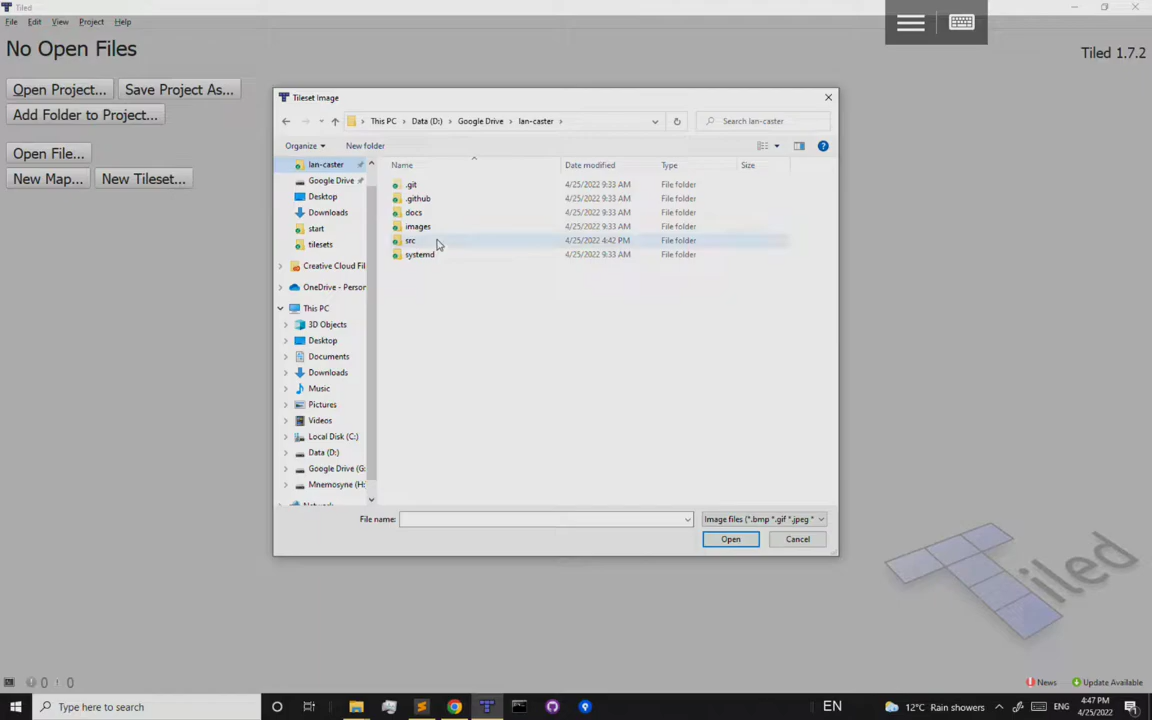 Tiled
File Edit View Project Help
No Open Files
Tiled 1.7.2
Open Project... Save Project As...
Add Folder to Project...
Open File...
New Map... New Tileset...
Tileset Image
This PC > Data (D:) > Google Drive > lan-caster >
Search lan-caster
Organize New folder
Name Date modified Type Size
lan-caster
Google Drive
Desktop
Downloads
start
tilesets
Creative Cloud Fil
OneDrive - Person
This PC
3D Objects
Desktop
Documents
Downloads
Music
Pictures
Videos
Local Disk (C:)
Data (D:)
Google Drive (G:
Mnemosyne (H:
.git 4/25/2022 9:33 AM File folder
.github 4/25/2022 9:33 AM File folder
docs 4/25/2022 9:33 AM File folder
images 4/25/2022 9:33 AM File folder
src 4/25/2022 4:42 PM File folder
systemd 4/25/2022 9:33 AM File folder
File name:
Image files (*.bmp *.gif *.jpeg *
Open Cancel
Tiled
0 0
News Update Available
Type here to search
EN
12°C Rain showers
ENG
4:47 PM
4/25/2022
1